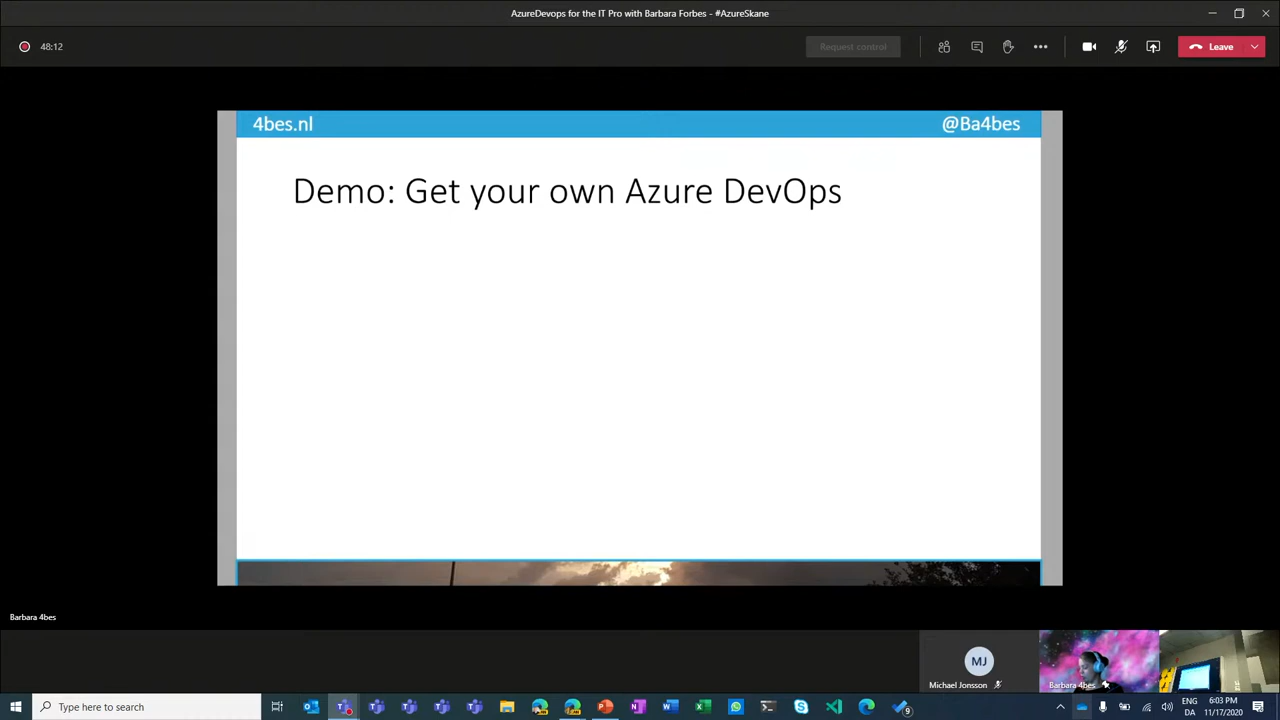 AzureDevops for the IT Pro with Barbara Forbes - #AzureSkane
48:12
Request control
Leave
4bes.nl
@Ba4bes
Demo: Get your own Azure DevOps
Barbara 4bes
MJ
Michael Jonsson
Barbara 4bes
Type here to search
9
ENG
DA
6:03 PM
11/17/2020